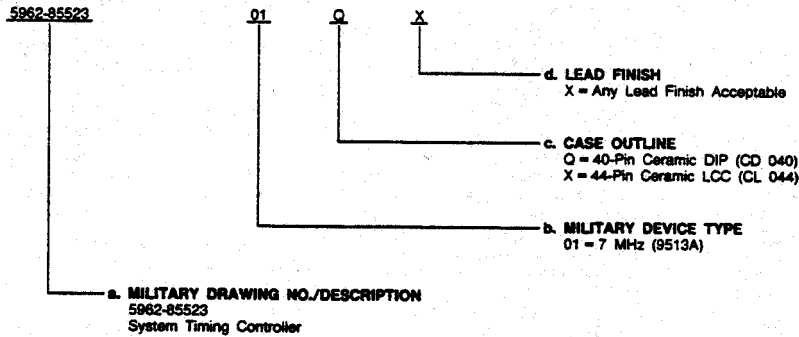 5962-85523 01 Q X
d. LEAD FINISH
X = Any Lead Finish Acceptable
c. CASE OUTLINE
Q = 40-Pin Ceramic DIP (CD 040)
X = 44-Pin Ceramic LCC (CL 044)
b. MILITARY DEVICE TYPE
01 = 7 MHz (9513A)
a. MILITARY DRAWING NO./DESCRIPTION
5962-85523
System Timing Controller